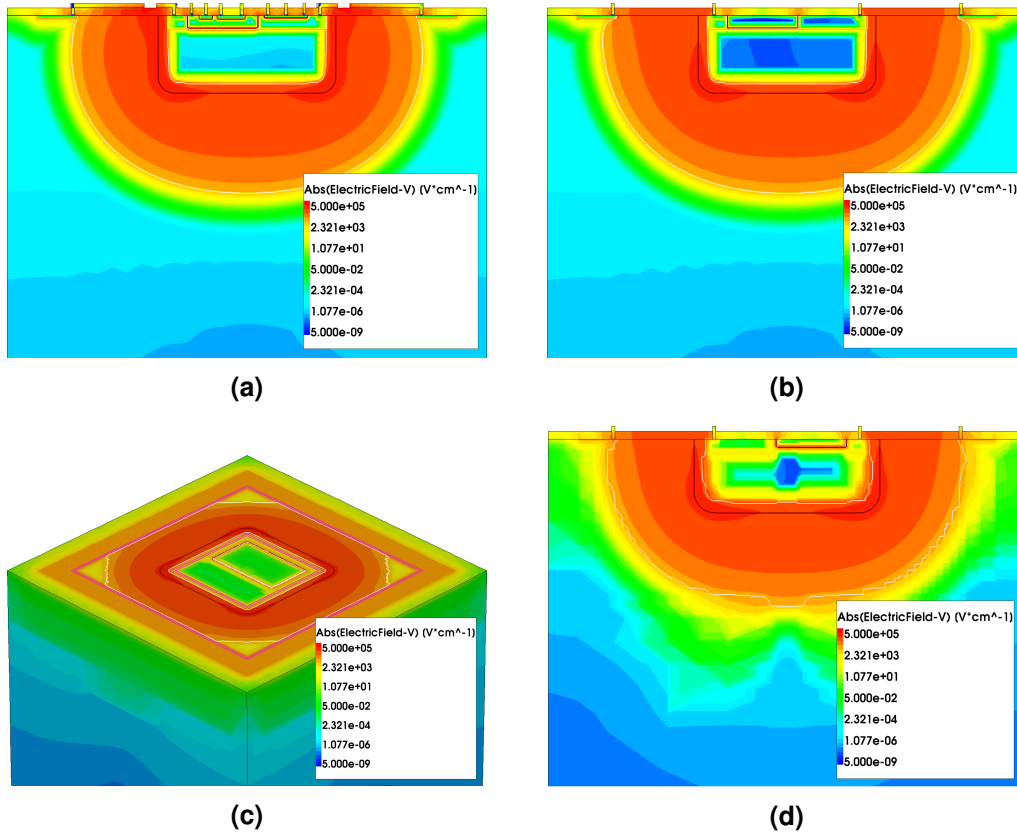 Abs(ElectricField-V) (V*cm^-1)
5.000e+05
2.321e+03
1.077e+01
5.000e-02
2.321e-04
1.077e-06
5.000e-09
(a)
Abs(ElectricField-V) (V*cm^-1)
5.000e+05
2.321e+03
1.077e+01
5.000e-02
2.321e-04
1.077e-06
5.000e-09
(b)
Abs(ElectricField-V) (V*cm^-1)
5.000e+05
2.321e+03
1.077e+01
5.000e-02
2.321e-04
1.077e-06
5.000e-09
(c)
Abs(ElectricField-V) (V*cm^-1)
5.000e+05
2.321e+03
1.077e+01
5.000e-02
2.321e-04
1.077e-06
5.000e-09
(d)